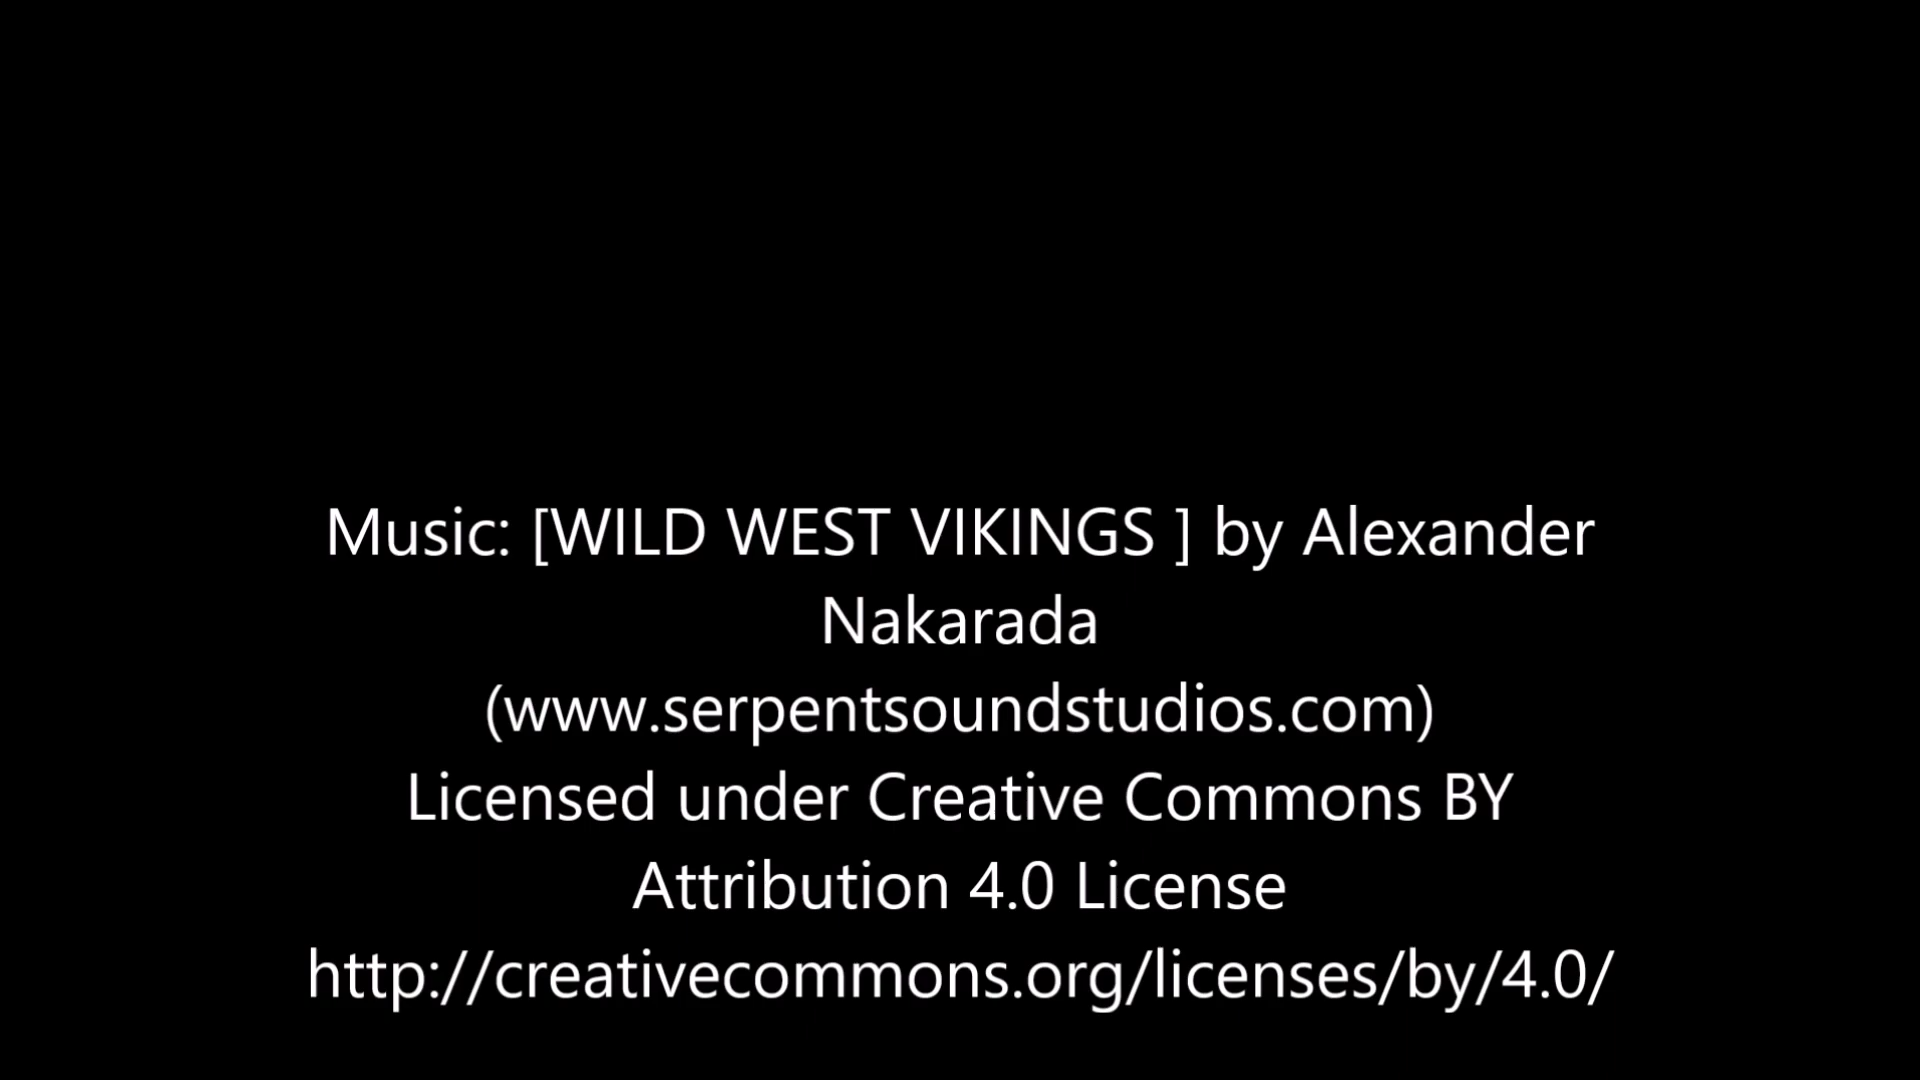 Music: [WILD WEST VIKINGS ] by Alexander
Nakarada
(www.serpentsoundstudios.com)
Licensed under Creative Commons BY
Attribution 4.0 License
http://creativecommons.org/licenses/by/4.0/